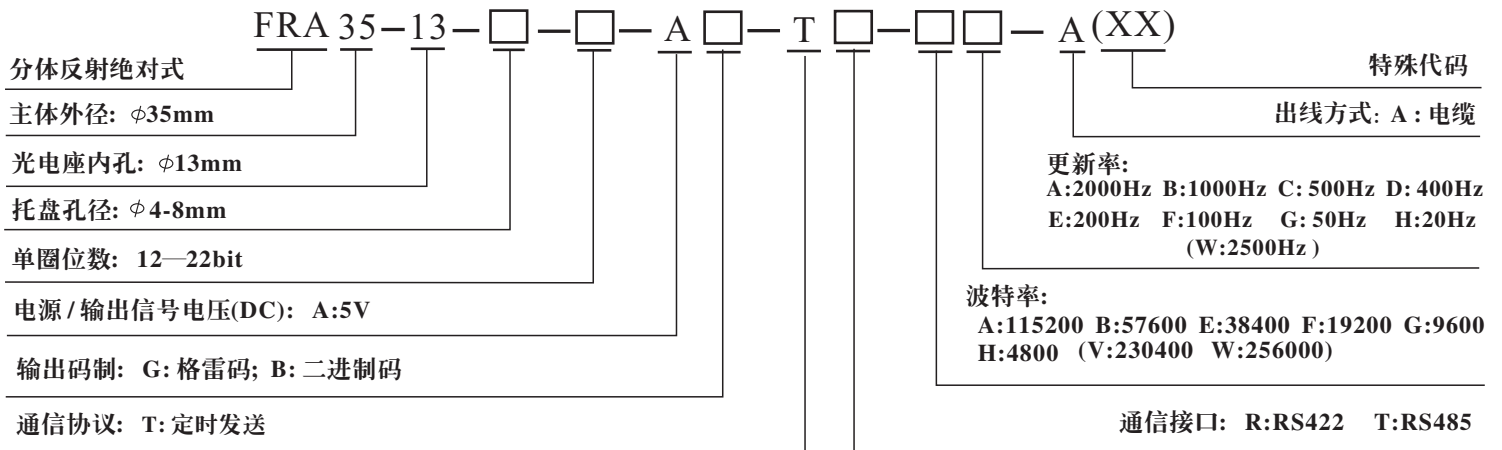 FRA 35-13-□-□-A□-T□-□□-A(XX)
分体反射绝对式
特殊代码
主体外径: φ35mm
出线方式: A : 电缆
光电座内孔: φ13mm
更新率:
A:2000Hz B:1000Hz C: 500Hz D: 400Hz
托盘孔径: φ4-8mm
E:200Hz F:100Hz G: 50Hz H:20Hz
(W:2500Hz )
单圈位数: 12—22bit
波特率:
电源 / 输出信号电压(DC): A:5V
A:115200 B:57600 E:38400 F:19200 G:9600
H:4800 (V:230400 W:256000)
输出码制: G: 格雷码; B: 二进制码
通信协议: T: 定时发送
通信接口: R:RS422 T:RS485